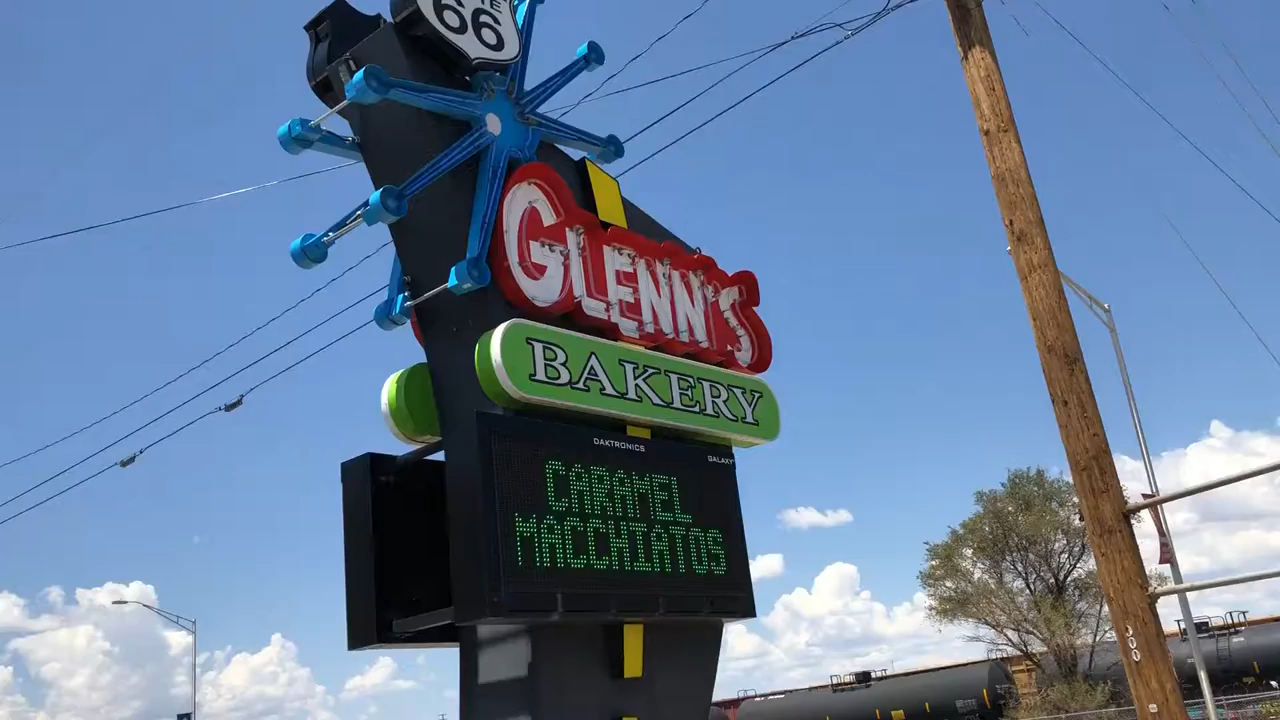 66
GLENN'S
BAKERY
DAKTRONICS
GALAXY
CARAMEL
MACCHIATOS